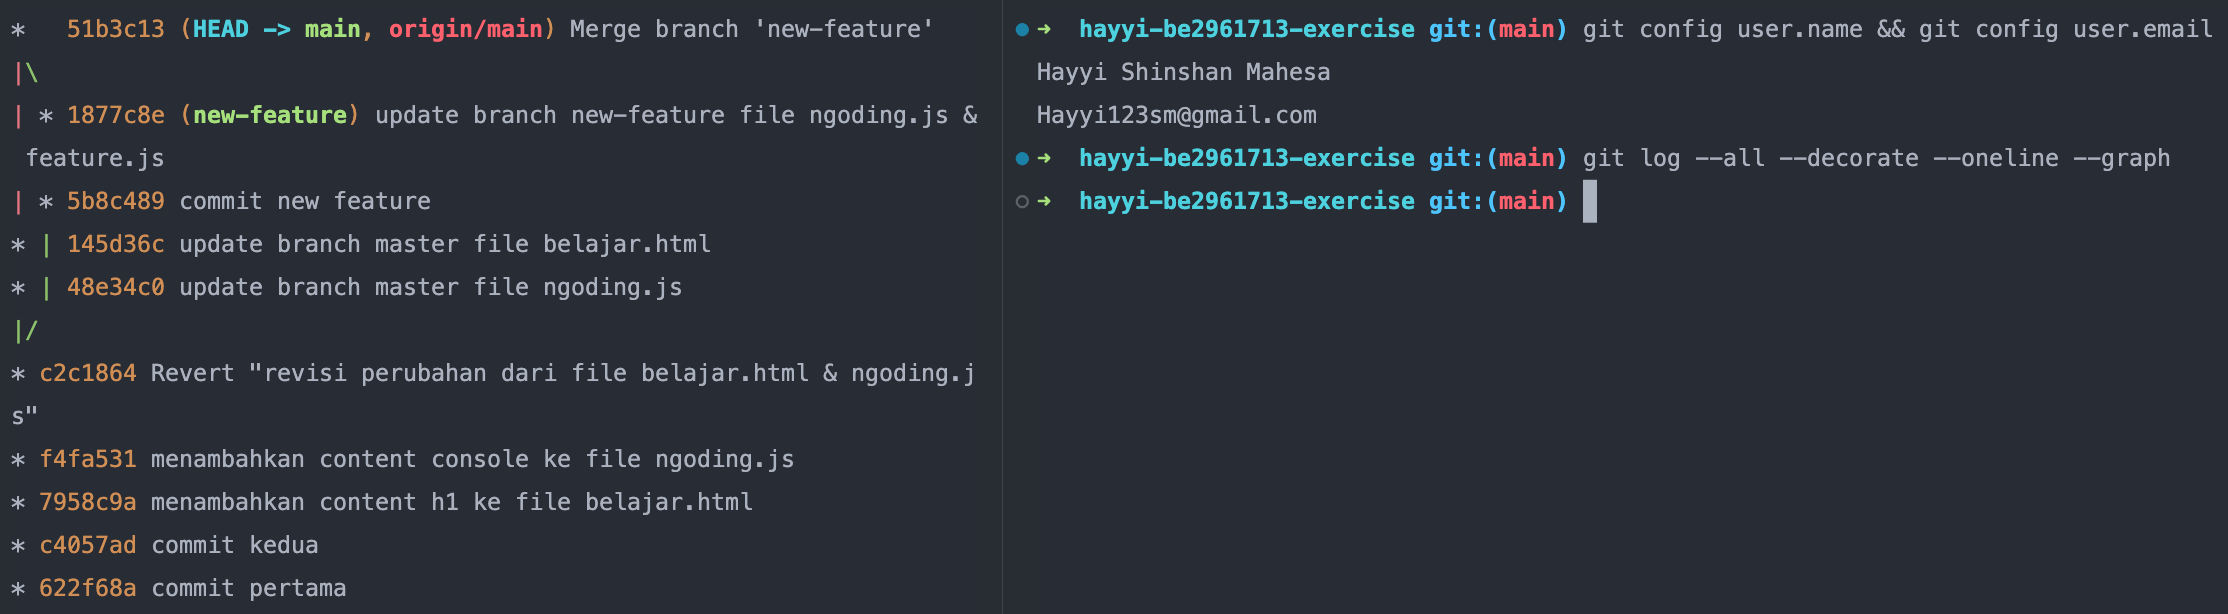 *   51b3c13 (HEAD -> main, origin/main) Merge branch 'new-feature'
|\
| * 1877c8e (new-feature) update branch new-feature file ngoding.js &
 feature.js
| * 5b8c489 commit new feature
* | 145d36c update branch master file belajar.html
* | 48e34c0 update branch master file ngoding.js
|/
* c2c1864 Revert "revisi perubahan dari file belajar.html & ngoding.j
s"
* f4fa531 menambahkan content console ke file ngoding.js
* 7958c9a menambahkan content h1 ke file belajar.html
* c4057ad commit kedua
* 622f68a commit pertama
➜  hayyi-be2961713-exercise git:(main) git config user.name && git config user.email
Hayyi Shinshan Mahesa
Hayyi123sm@gmail.com
➜  hayyi-be2961713-exercise git:(main) git log --all --decorate --oneline --graph
➜  hayyi-be2961713-exercise git:(main)